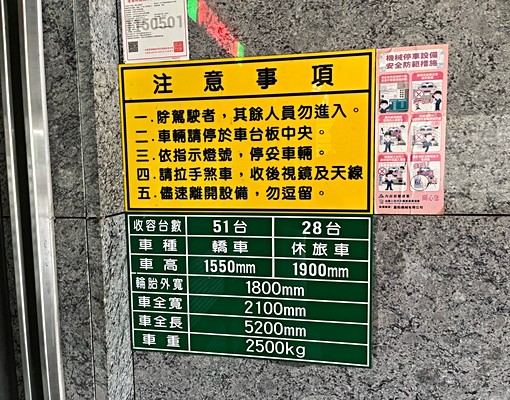 1150501
注意事項
一.除駕駛者，其餘人員勿進入。
二.車輛請停於車台板中央。
三.依指示燈號，停妥車輛。
四.請拉手煞車，收後視鏡及天線
五.儘速離開設備，勿逗留。
機械停車設備
安全防範措施
收容台數 51台 28台
車種 轎車 休旅車
車高 1550mm 1900mm
輪胎外寬 1800mm
車全寬 2100mm
車全長 5200mm
車重 2500kg